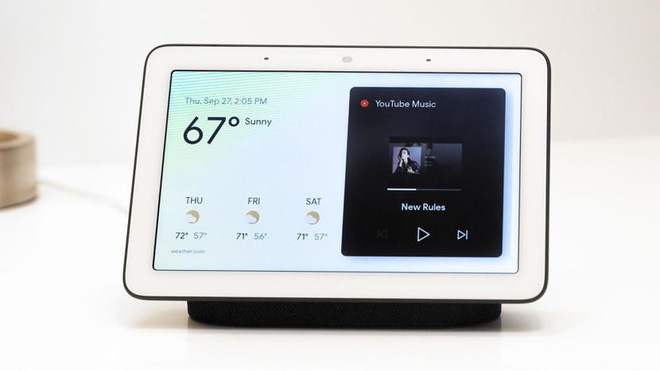 Thu, Sep 27, 2:05 PM
67° Sunny
THU FRI SAT
72° 57° 71° 56° 71° 57°
weather.com
YouTube Music
New Rules